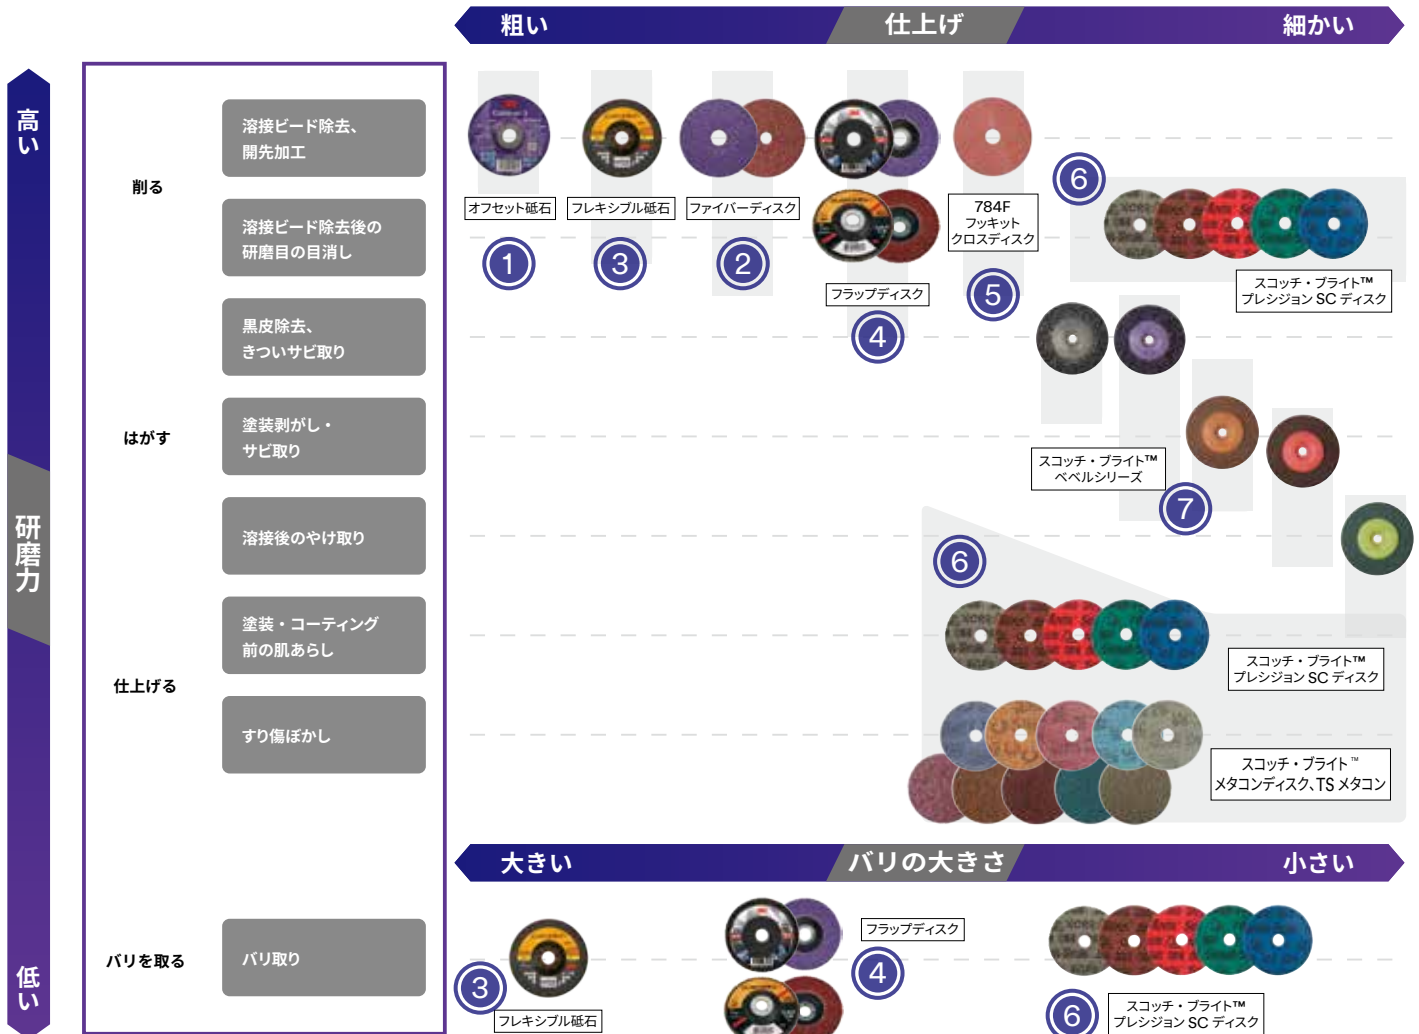 粗い
仕上げ
細かい
高い
研磨力
低い
削る
溶接ビード除去、
開先加工
溶接ビード除去後の
研磨目の目消し
はがす
黒皮除去、
きついサビ取り
塗装剥がし・
サビ取り
溶接後のやけ取り
仕上げる
塗装・コーティング
前の肌あらし
すり傷ぼかし
バリを取る
バリ取り
オフセット砥石
1
フレキシブル砥石
3
ファイバーディスク
2
フラップディスク
4
784F
フッキット
クロスディスク
5
6
スコッチ・ブライト™
プレシジョン SC ディスク
スコッチ・ブライト™
ベベルシリーズ
7
6
スコッチ・ブライト™
プレシジョン SC ディスク
スコッチ・ブライト™
メタコンディスク、TS メタコン
大きい
バリの大きさ
小さい
3
フレキシブル砥石
フラップディスク
4
6
スコッチ・ブライト™
プレシジョン SC ディスク